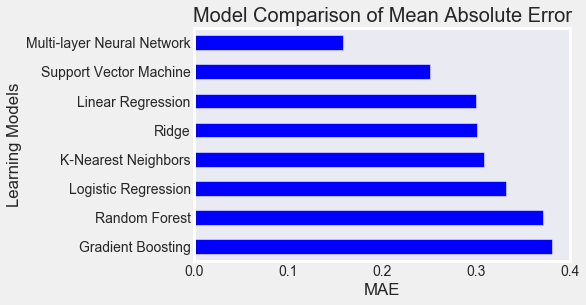 Model Comparison of Mean Absolute Error
Learning Models
Multi-layer Neural Network
Support Vector Machine
Linear Regression
Ridge
K-Nearest Neighbors
Logistic Regression
Random Forest
Gradient Boosting
0.0 0.1 0.2 0.3 0.4
MAE